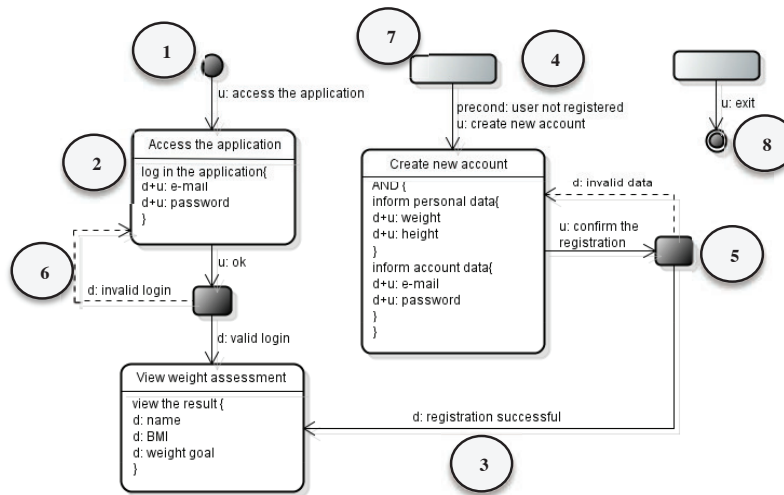 1
u: access the application
2
Access the application
log in the application{
d+u: e-mail
d+u: password
}
u: ok
6
d: invalid login
d: valid login
View weight assessment
view the result {
d: name
d: BMI
d: weight goal
}
7
4
precond: user not registered
u: create new account
Create new account
AND {
inform personal data{
d+u: weight
d+u: height
}
inform account data{
d+u: e-mail
d+u: password
}
}
d: invalid data
u: confirm the
registration
5
d: registration successful
3
u: exit
8